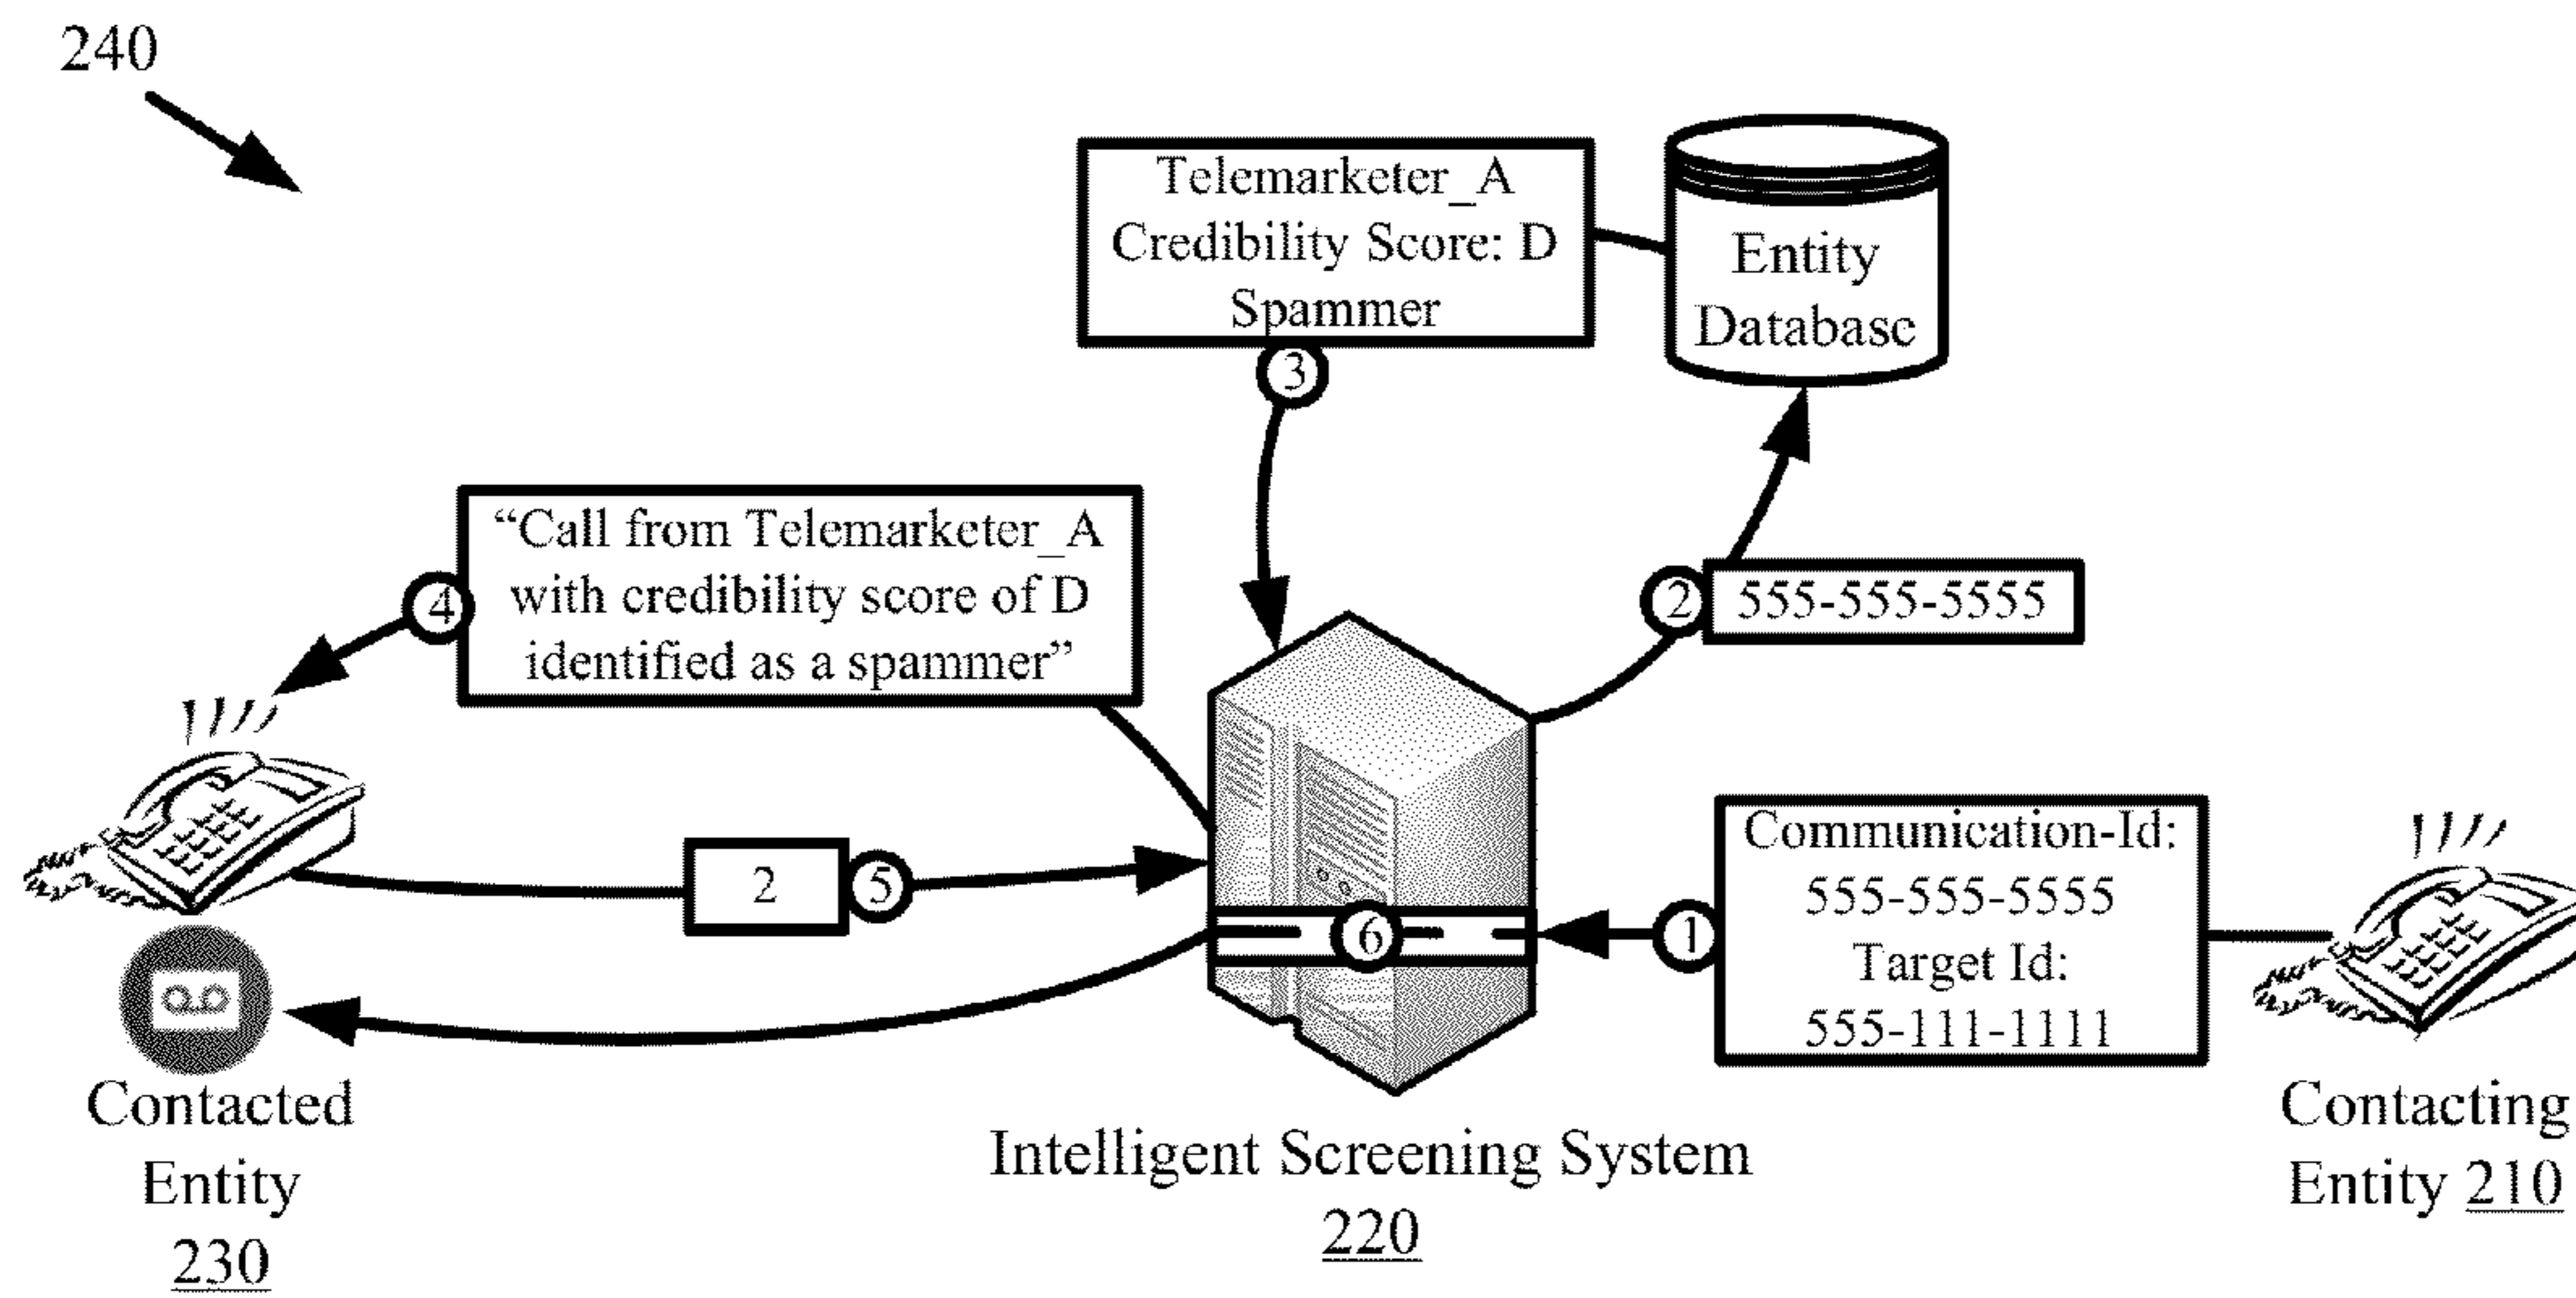 240
Telemarketer_A
Credibility Score: D
Spammer
Entity
Database
3
"Call from Telemarketer_A
with credibility score of D
identified as a spammer"
4
2
555-555-5555
2
5
6
1
Communication-Id:
555-555-5555
Target Id:
555-111-1111
Contacted
Entity
230
Intelligent Screening System
220
Contacting
Entity 210